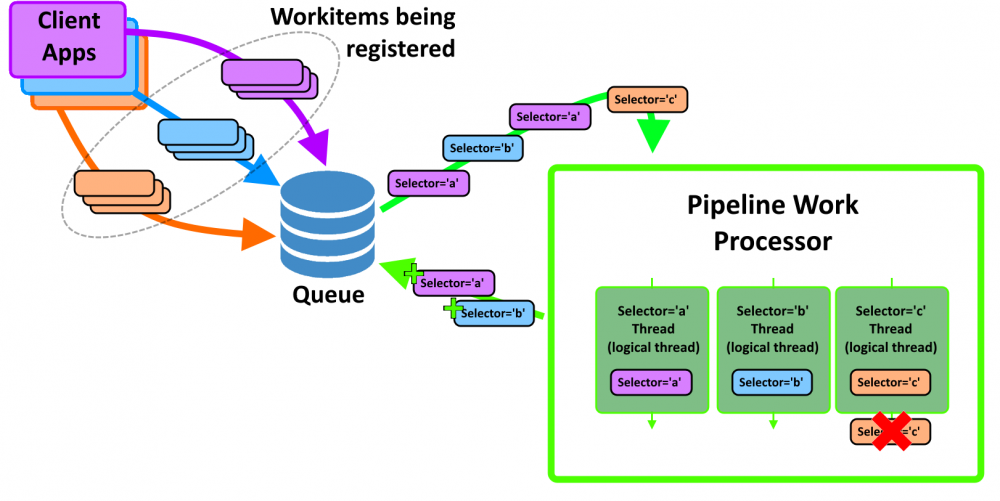 Client
Apps
Workitems being
registered
Selector='c'
Selector='a'
Selector='b'
Selector='a'
Queue
Selector='a'
Selector='b'
Pipeline Work
Processor
Selector='a'
Thread
(logical thread)
Selector='a'
Selector='b'
Thread
(logical thread)
Selector='b'
Selector='c'
Thread
(logical thread)
Selector='c'